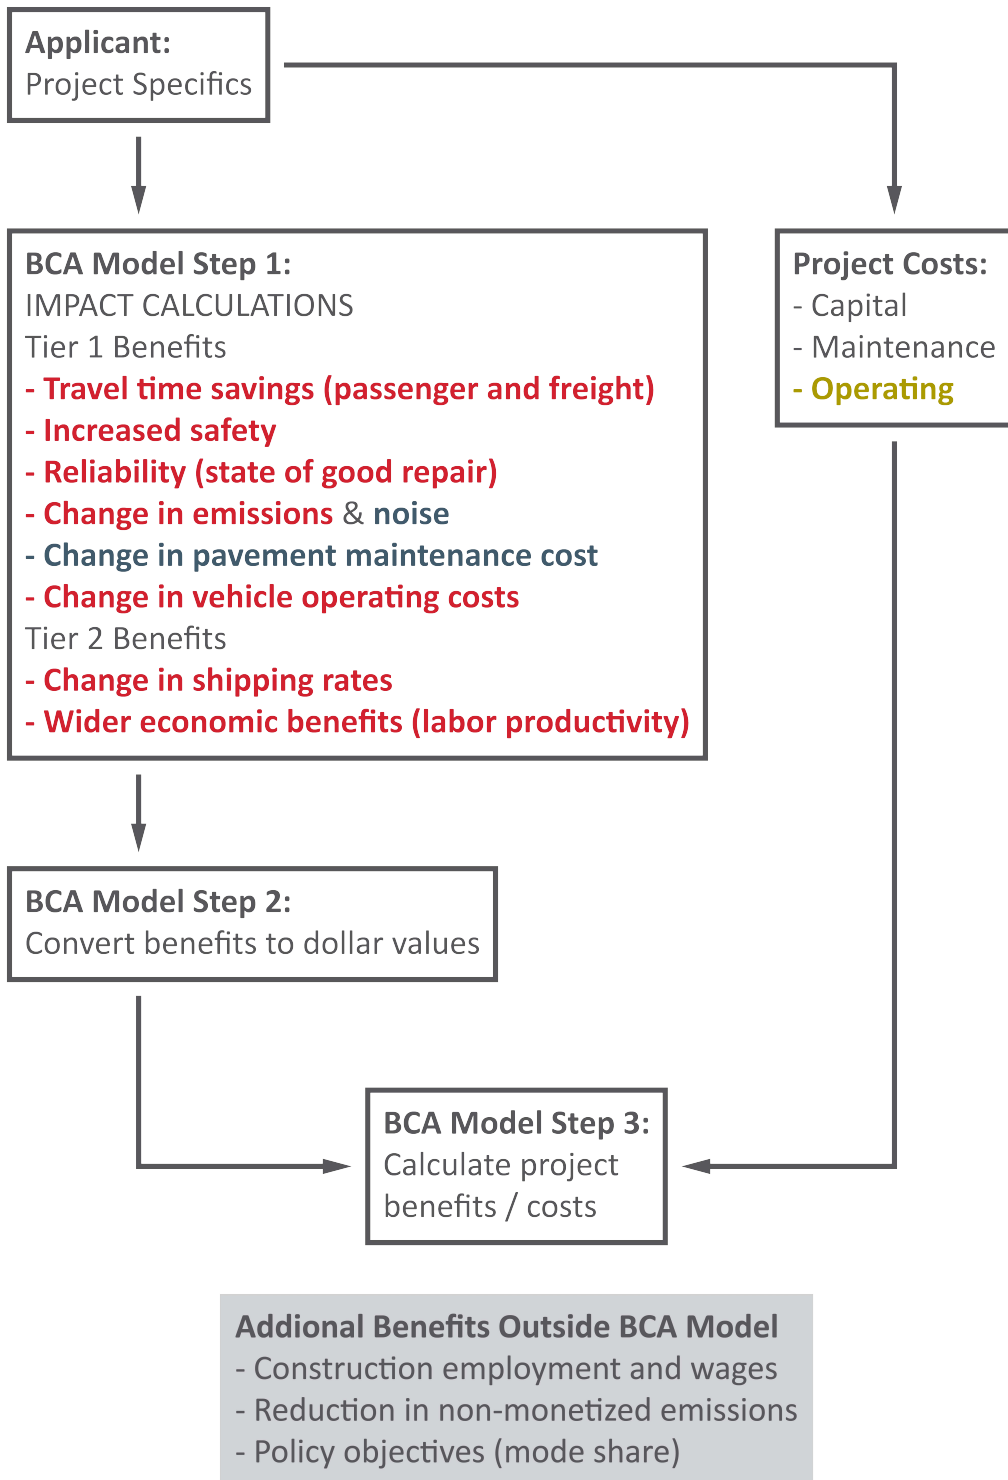 Applicant:
Project Specifics
BCA Model Step 1:
IMPACT CALCULATIONS
Tier 1 Benefits
- Travel time savings (passenger and freight)
- Increased safety
- Reliability (state of good repair)
- Change in emissions & noise
- Change in pavement maintenance cost
- Change in vehicle operating costs
Tier 2 Benefits
- Change in shipping rates
- Wider economic benefits (labor productivity)
Project Costs:
- Capital
- Maintenance
- Operating
BCA Model Step 2:
Convert benefits to dollar values
BCA Model Step 3:
Calculate project
benefits / costs
Addional Benefits Outside BCA Model
- Construction employment and wages
- Reduction in non-monetized emissions
- Policy objectives (mode share)